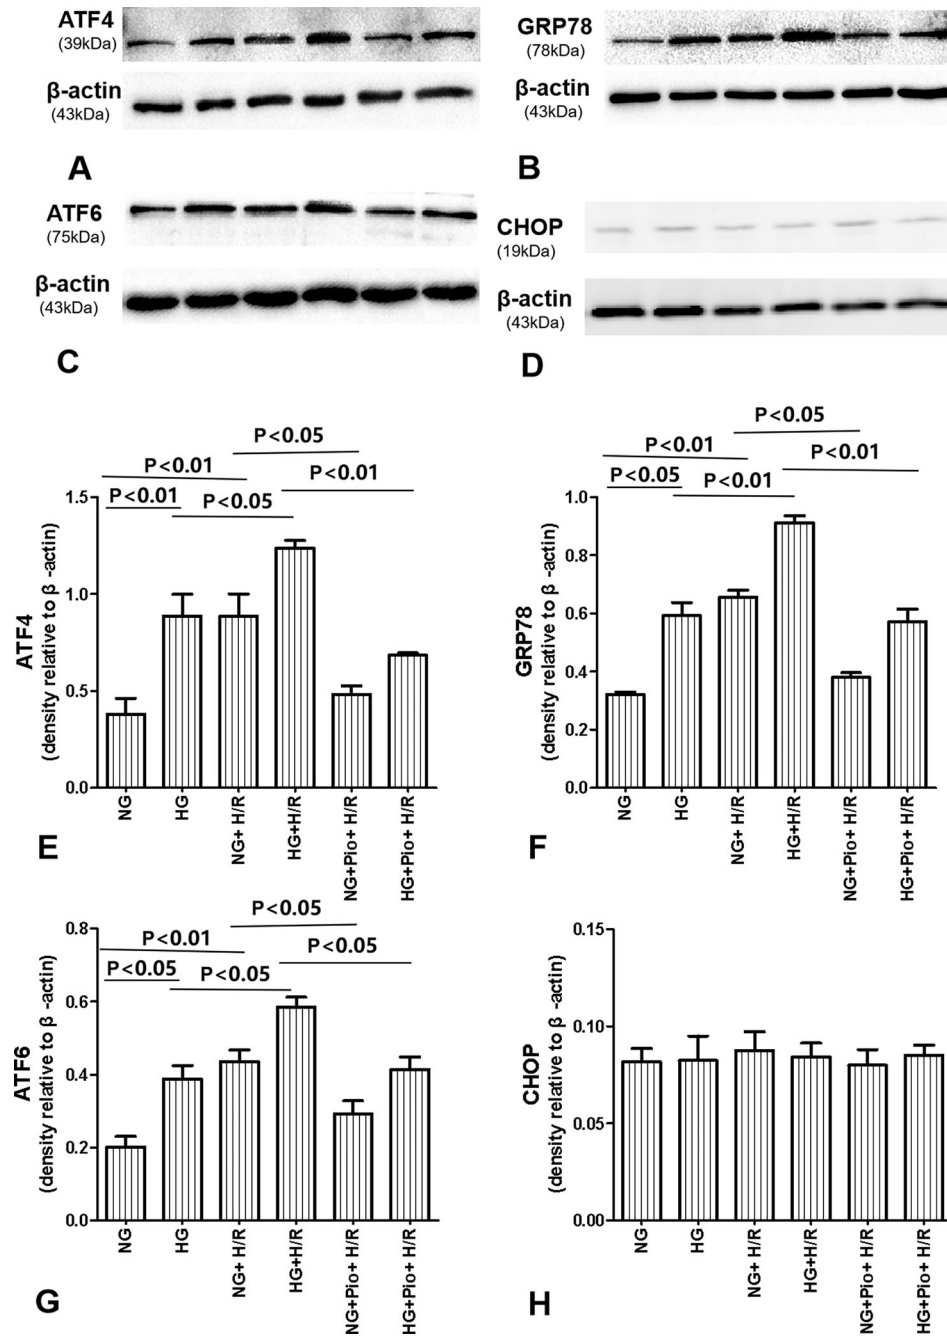 ATF4
(39kDa)
β-actin
(43kDa)
A
GRP78
(78kDa)
β-actin
(43kDa)
B
ATF6
(75kDa)
β-actin
(43kDa)
C
CHOP
(19kDa)
β-actin
(43kDa)
D
P<0.05
P<0.01
P<0.01
P<0.01
P<0.05
1.5
1.0
0.5
0.0
ATF4
(density relative to β -actin)
NG
HG
NG+ H/R
HG+H/R
NG+Pio+ H/R
HG+Pio+ H/R
E
P<0.05
P<0.01
P<0.01
P<0.05
P<0.01
1.0
0.8
0.6
0.4
0.2
0.0
GRP78
(density relative to β -actin)
NG
HG
NG+ H/R
HG+H/R
NG+Pio+ H/R
HG+Pio+ H/R
F
P<0.05
P<0.01
P<0.05
P<0.05
P<0.05
0.8
0.6
0.4
0.2
0.0
ATF6
(density relative to β -actin)
NG
HG
NG+ H/R
HG+H/R
NG+Pio+ H/R
HG+Pio+ H/R
G
0.15
0.10
0.05
0.00
CHOP
(density relative to β -actin)
NG
HG
NG+ H/R
HG+H/R
NG+Pio+ H/R
HG+Pio+ H/R
H